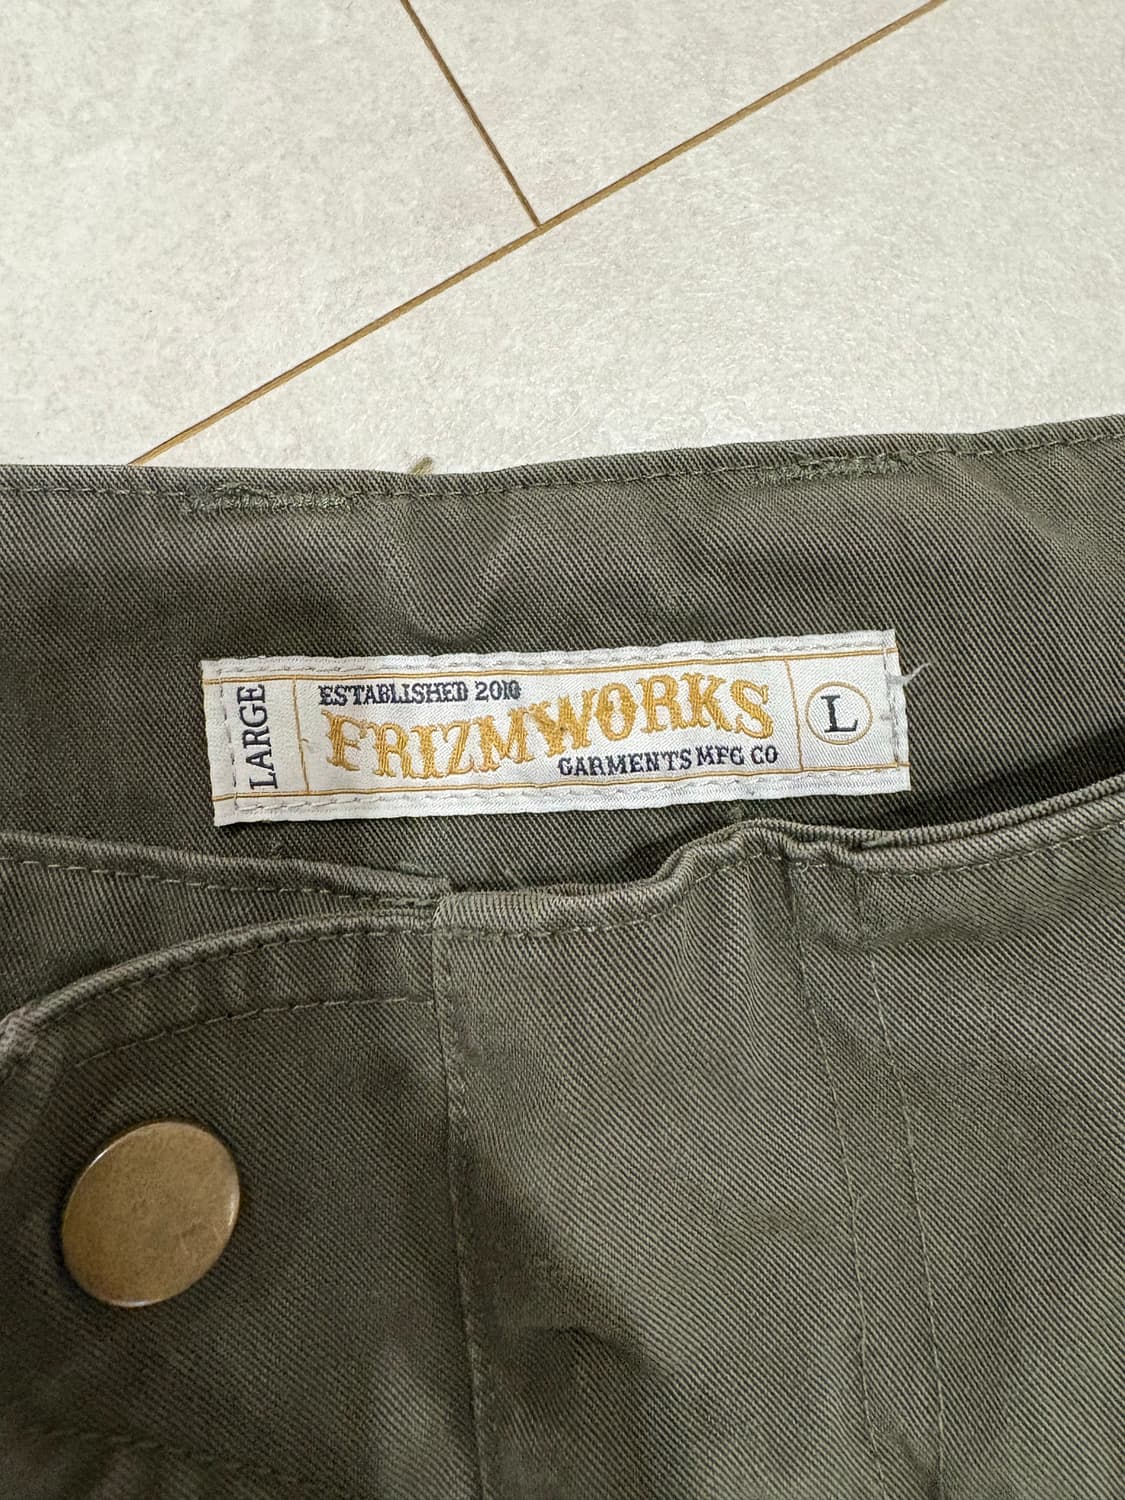 LARGE
ESTABLISHED 2010
FRIZMWORKS
GARMENTS MFG CO
L